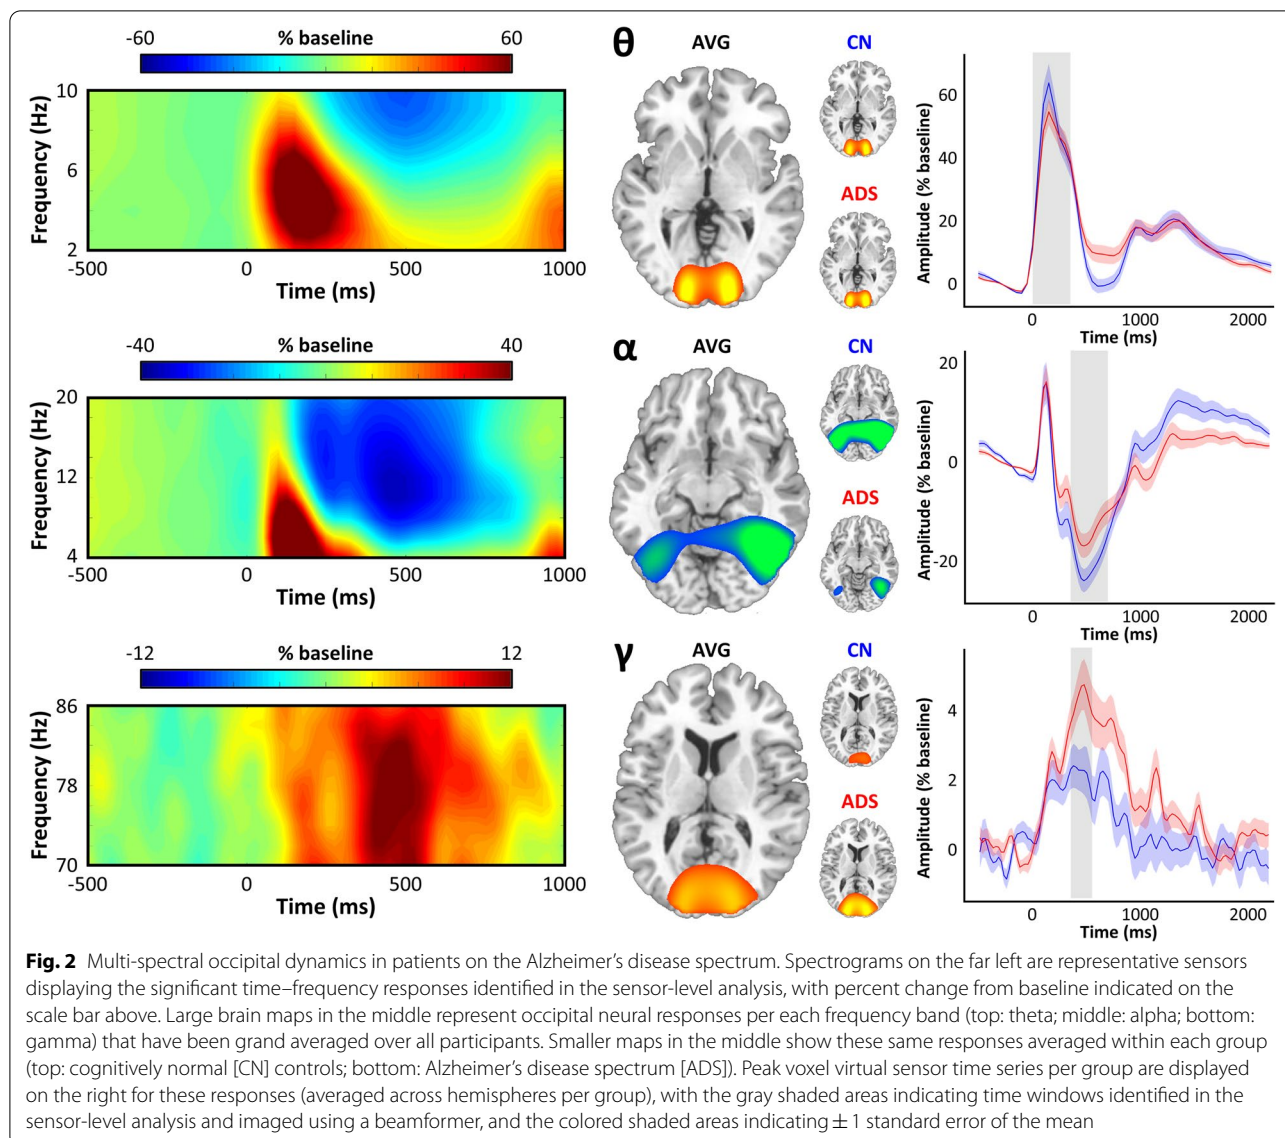 -60 % baseline 60
Frequency (Hz)
10
6
2
-500 0 500 1000
Time (ms)
θ AVG CN
ADS
Amplitude (% baseline)
60
40
20
0
0 1000 2000
Time (ms)
-40 % baseline 40
Frequency (Hz)
20
12
4
-500 0 500 1000
Time (ms)
α AVG CN
ADS
Amplitude (% baseline)
20
0
-20
0 1000 2000
Time (ms)
-12 % baseline 12
Frequency (Hz)
86
78
70
-500 0 500 1000
Time (ms)
γ AVG CN
ADS
Amplitude (% baseline)
4
2
0
0 1000 2000
Time (ms)
Fig. 2 Multi-spectral occipital dynamics in patients on the Alzheimer’s disease spectrum. Spectrograms on the far left are representative sensors
displaying the significant time–frequency responses identified in the sensor-level analysis, with percent change from baseline indicated on the
scale bar above. Large brain maps in the middle represent occipital neural responses per each frequency band (top: theta; middle: alpha; bottom:
gamma) that have been grand averaged over all participants. Smaller maps in the middle show these same responses averaged within each group
(top: cognitively normal [CN] controls; bottom: Alzheimer’s disease spectrum [ADS]). Peak voxel virtual sensor time series per group are displayed
on the right for these responses (averaged across hemispheres per group), with the gray shaded areas indicating time windows identified in the
sensor-level analysis and imaged using a beamformer, and the colored shaded areas indicating ± 1 standard error of the mean